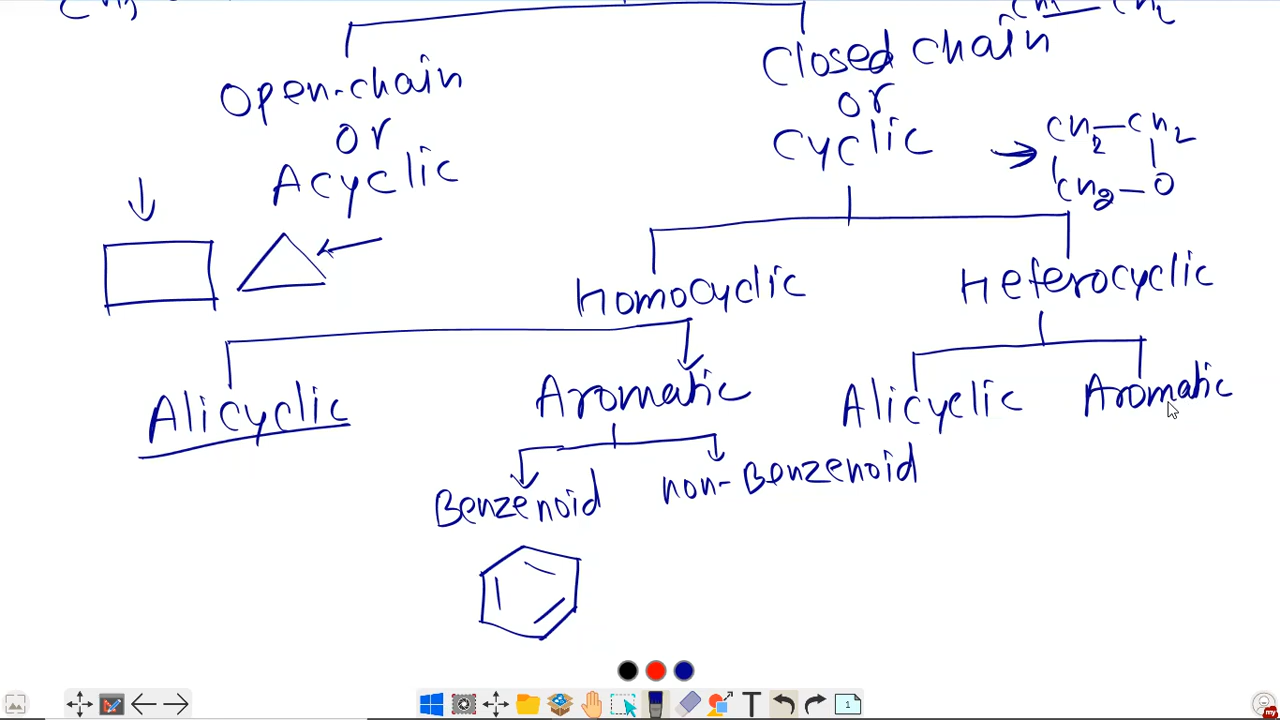 Open-chain
or
Acyclic
Closed chain
or
Cyclic
CH2—CH2
CH2—O
Homocyclic
Heterocyclic
Alicyclic
Aromatic
Alicyclic
Aromatic
Benzenoid
non-Benzenoid
T
1